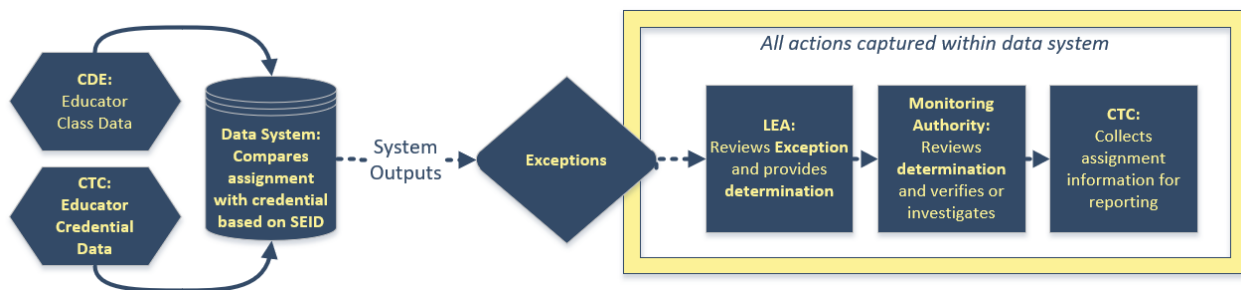 CDE:
Educator
Class Data
CTC:
Educator
Credential
Data
Data System:
Compares
assignment
with credential
based on SEID
System
Outputs
Exceptions
All actions captured within data system
LEA:
Reviews Exception
and provides
determination
Monitoring
Authority:
Reviews
determination
and verifies or
investigates
CTC:
Collects
assignment
information for
reporting